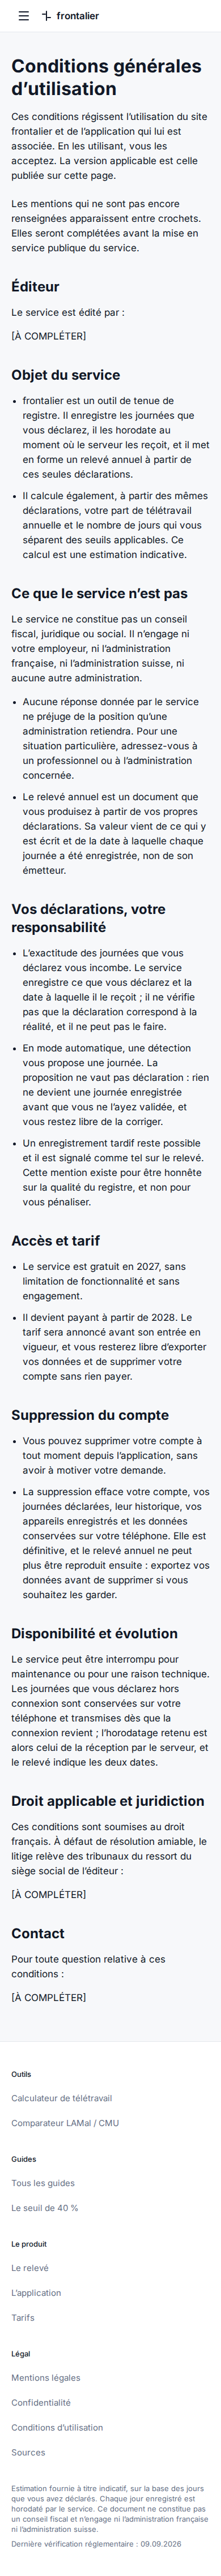 frontalier
Conditions générales
d’utilisation
Ces conditions régissent l’utilisation du site
frontalier et de l’application qui lui est
associée. En les utilisant, vous les
acceptez. La version applicable est celle
publiée sur cette page.
Les mentions qui ne sont pas encore
renseignées apparaissent entre crochets.
Elles seront complétées avant la mise en
service publique du service.
Éditeur
Le service est édité par :
[À COMPLÉTER]
Objet du service
• frontalier est un outil de tenue de
registre. Il enregistre les journées que
vous déclarez, il les horodate au
moment où le serveur les reçoit, et il met
en forme un relevé annuel à partir de
ces seules déclarations.
• Il calcule également, à partir des mêmes
déclarations, votre part de télétravail
annuelle et le nombre de jours qui vous
séparent des seuils applicables. Ce
calcul est une estimation indicative.
Ce que le service n’est pas
Le service ne constitue pas un conseil
fiscal, juridique ou social. Il n’engage ni
votre employeur, ni l’administration
française, ni l’administration suisse, ni
aucune autre administration.
• Aucune réponse donnée par le service
ne préjuge de la position qu’une
administration retiendra. Pour une
situation particulière, adressez-vous à
un professionnel ou à l’administration
concernée.
• Le relevé annuel est un document que
vous produisez à partir de vos propres
déclarations. Sa valeur vient de ce qui y
est écrit et de la date à laquelle chaque
journée a été enregistrée, non de son
émetteur.
Vos déclarations, votre
responsabilité
• L’exactitude des journées que vous
déclarez vous incombe. Le service
enregistre ce que vous déclarez et la
date à laquelle il le reçoit ; il ne vérifie
pas que la déclaration correspond à la
réalité, et il ne peut pas le faire.
• En mode automatique, une détection
vous propose une journée. La
proposition ne vaut pas déclaration : rien
ne devient une journée enregistrée
avant que vous ne l’ayez validée, et
vous restez libre de la corriger.
• Un enregistrement tardif reste possible
et il est signalé comme tel sur le relevé.
Cette mention existe pour être honnête
sur la qualité du registre, et non pour
vous pénaliser.
Accès et tarif
• Le service est gratuit en 2027, sans
limitation de fonctionnalité et sans
engagement.
• Il devient payant à partir de 2028. Le
tarif sera annoncé avant son entrée en
vigueur, et vous resterez libre d’exporter
vos données et de supprimer votre
compte sans rien payer.
Suppression du compte
• Vous pouvez supprimer votre compte à
tout moment depuis l’application, sans
avoir à motiver votre demande.
• La suppression efface votre compte, vos
journées déclarées, leur historique, vos
appareils enregistrés et les données
conservées sur votre téléphone. Elle est
définitive, et le relevé annuel ne peut
plus être reproduit ensuite : exportez vos
données avant de supprimer si vous
souhaitez les garder.
Disponibilité et évolution
Le service peut être interrompu pour
maintenance ou pour une raison technique.
Les journées que vous déclarez hors
connexion sont conservées sur votre
téléphone et transmises dès que la
connexion revient ; l’horodatage retenu est
alors celui de la réception par le serveur, et
le relevé indique les deux dates.
Droit applicable et juridiction
Ces conditions sont soumises au droit
français. À défaut de résolution amiable, le
litige relève des tribunaux du ressort du
siège social de l’éditeur :
[À COMPLÉTER]
Contact
Pour toute question relative à ces
conditions :
[À COMPLÉTER]
Outils
Calculateur de télétravail
Comparateur LAMal / CMU
Guides
Tous les guides
Le seuil de 40 %
Le produit
Le relevé
L’application
Tarifs
Légal
Mentions légales
Confidentialité
Conditions d’utilisation
Sources
Estimation fournie à titre indicatif, sur la base des jours
que vous avez déclarés. Chaque jour enregistré est
horodaté par le service. Ce document ne constitue pas
un conseil fiscal et n’engage ni l’administration française
ni l’administration suisse.
Dernière vérification réglementaire : 09.09.2026